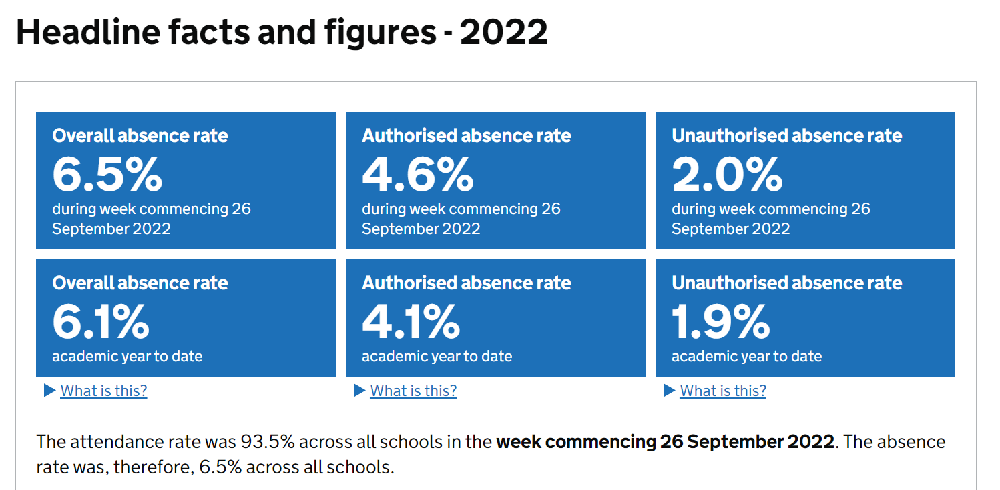 Headline facts and figures - 2022
Overall absence rate
6.5%
during week commencing 26
September 2022
Authorised absence rate
4.6%
during week commencing 26
September 2022
Unauthorised absence rate
2.0%
during week commencing 26
September 2022
Overall absence rate
6.1%
academic year to date
What is this?
Authorised absence rate
4.1%
academic year to date
What is this?
Unauthorised absence rate
1.9%
academic year to date
What is this?
The attendance rate was 93.5% across all schools in the week commencing 26 September 2022. The absence
rate was, therefore, 6.5% across all schools.